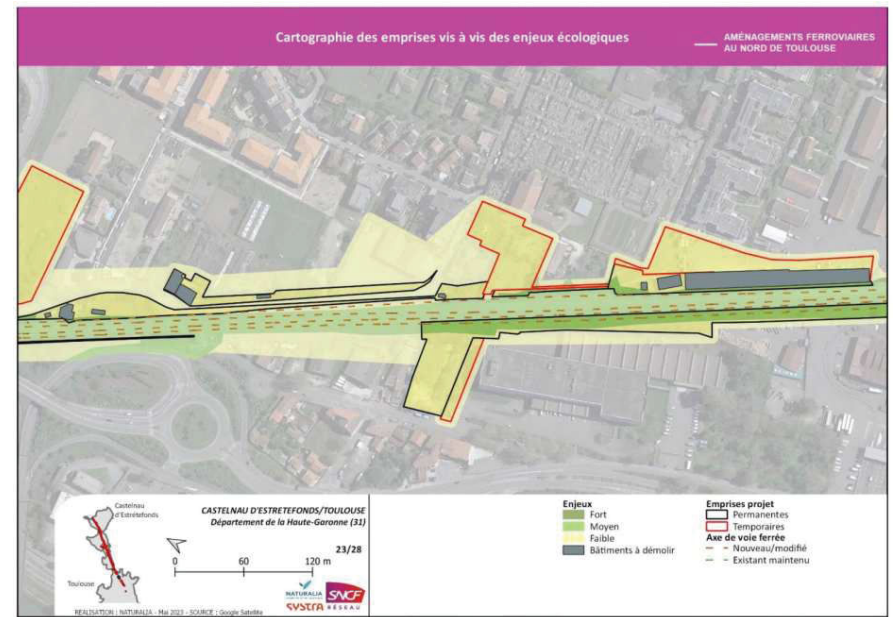 Cartographie des emprises vis à vis des enjeux écologiques
AMÉNAGEMENTS FERROVIAIRES
AU NORD DE TOULOUSE
Castelnau
d'Estrétefonds
Toulouse
CASTELNAU D'ESTRETEFONDS/TOULOUSE
Département de la Haute-Garonne (31)
23/28
0
60
120 m
NATURALIA
SYSTRA
SNCF
RÉSEAU
REALISATION : NATURALIA - Mai 2023 - SOURCE : Google Satellite
Enjeux
Fort
Moyen
Faible
Bâtiments à démolir
Emprises projet
Permanentes
Temporaires
Axe de voie ferrée
Nouveau/modifié
Existant maintenu